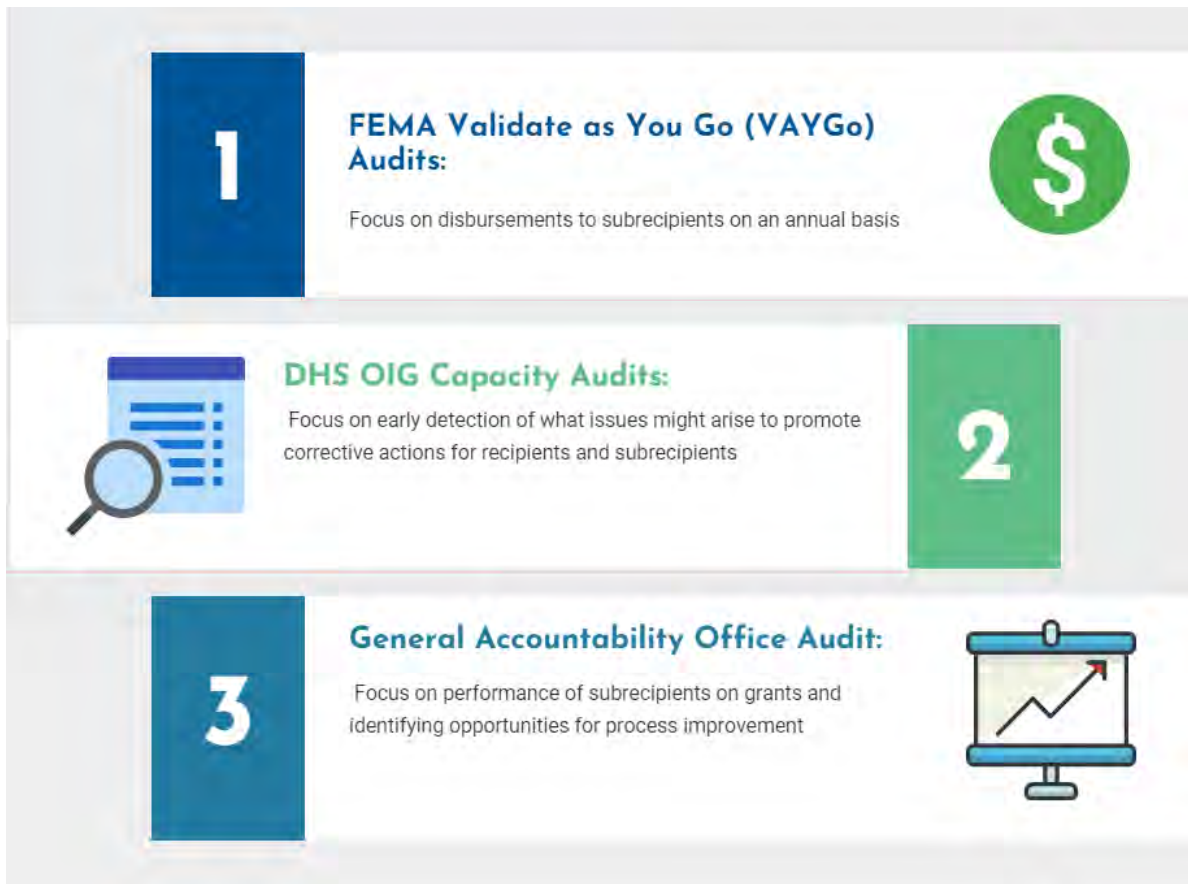 1
FEMA Validate as You Go (VAYGo)
Audits:
Focus on disbursements to subrecipients on an annual basis
$
DHS OIG Capacity Audits:
Focus on early detection of what issues might arise to promote
corrective actions for recipients and subrecipients
2
3
General Accountability Office Audit:
Focus on performance of subrecipients on grants and
identifying opportunities for process improvement